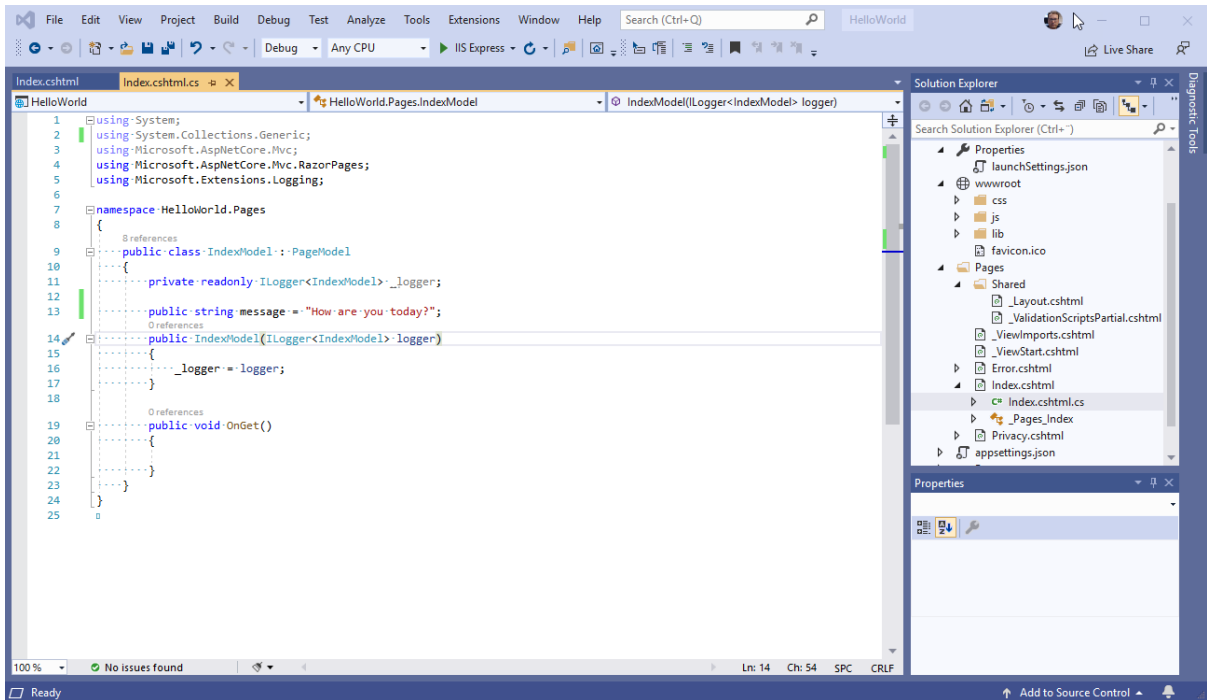 File Edit View Project Build Debug Test Analyze Tools Extensions Window Help Search (Ctrl+Q) HelloWorld
Debug Any CPU IIS Express Live Share
Index.cshtml Index.cshtml.cs
HelloWorld HelloWorld.Pages.IndexModel IndexModel(ILogger<IndexModel> logger)
1 using System;
2 using System.Collections.Generic;
3 using Microsoft.AspNetCore.Mvc;
4 using Microsoft.AspNetCore.Mvc.RazorPages;
5 using Microsoft.Extensions.Logging;
6
7 namespace HelloWorld.Pages
8 {
8 references
9 public class IndexModel : PageModel
10 {
11 private readonly ILogger<IndexModel> _logger;
12
13 public string message = "How are you today?";
0 references
14 public IndexModel(ILogger<IndexModel> logger)
15 {
16 _logger = logger;
17 }
18
0 references
19 public void OnGet()
20 {
21
22 }
23 }
24 }
25
100 % No issues found Ln: 14 Ch: 54 SPC CRLF
Solution Explorer
Search Solution Explorer (Ctrl+¨)
Properties
launchSettings.json
wwwroot
css
js
lib
favicon.ico
Pages
Shared
_Layout.cshtml
_ValidationScriptsPartial.cshtml
_ViewImports.cshtml
_ViewStart.cshtml
Error.cshtml
Index.cshtml
C# Index.cshtml.cs
_Pages_Index
Privacy.cshtml
appsettings.json
Properties
Diagnostic Tools
Ready Add to Source Control